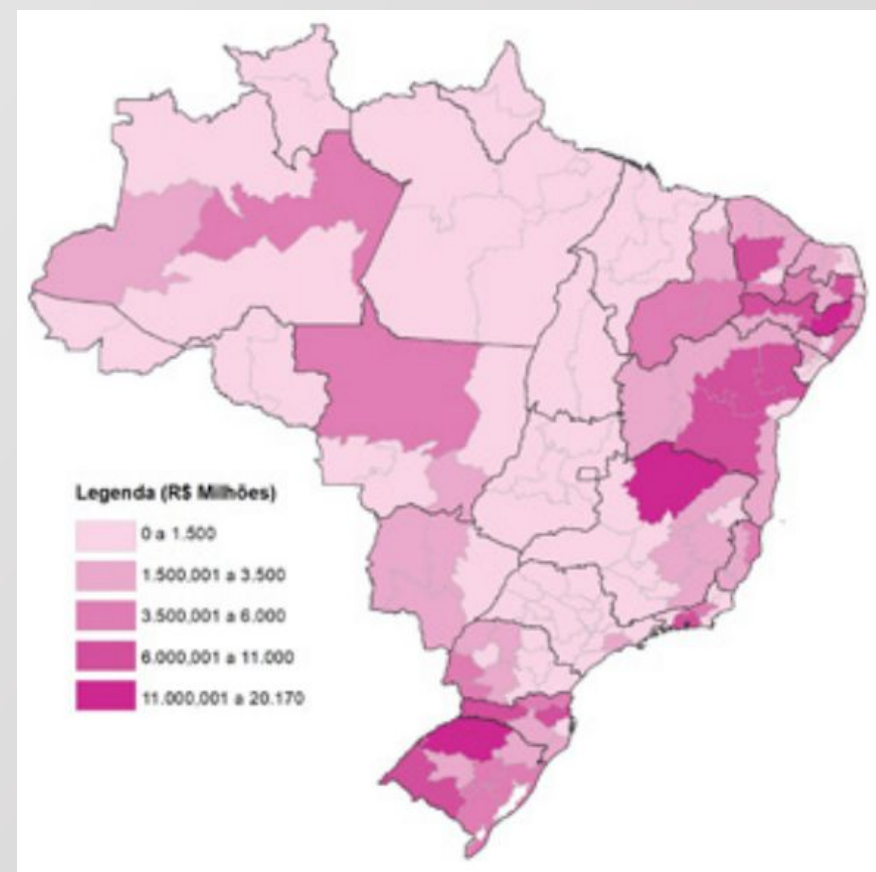 Legenda (R$ Milhões)
0 a 1.500
1.500,001 a 3.500
3.500,001 a 6.000
6.000,001 a 11.000
11.000,001 a 20.170